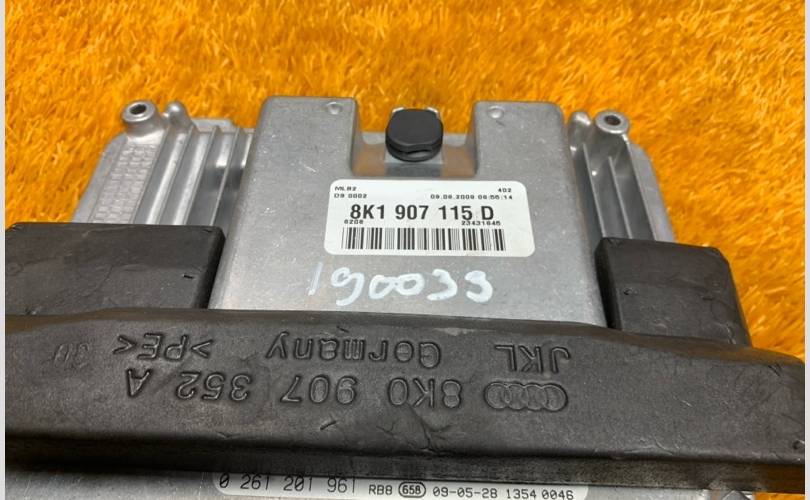 MLB2 402
D9 0002 09.06.2009 06:56:14
8K1 907 115 D
6208 23431645
190033
JKL Germany >PE<
8K0 907 352 A
0 261 201 961 RB8 658 09-05-28 1354 0046